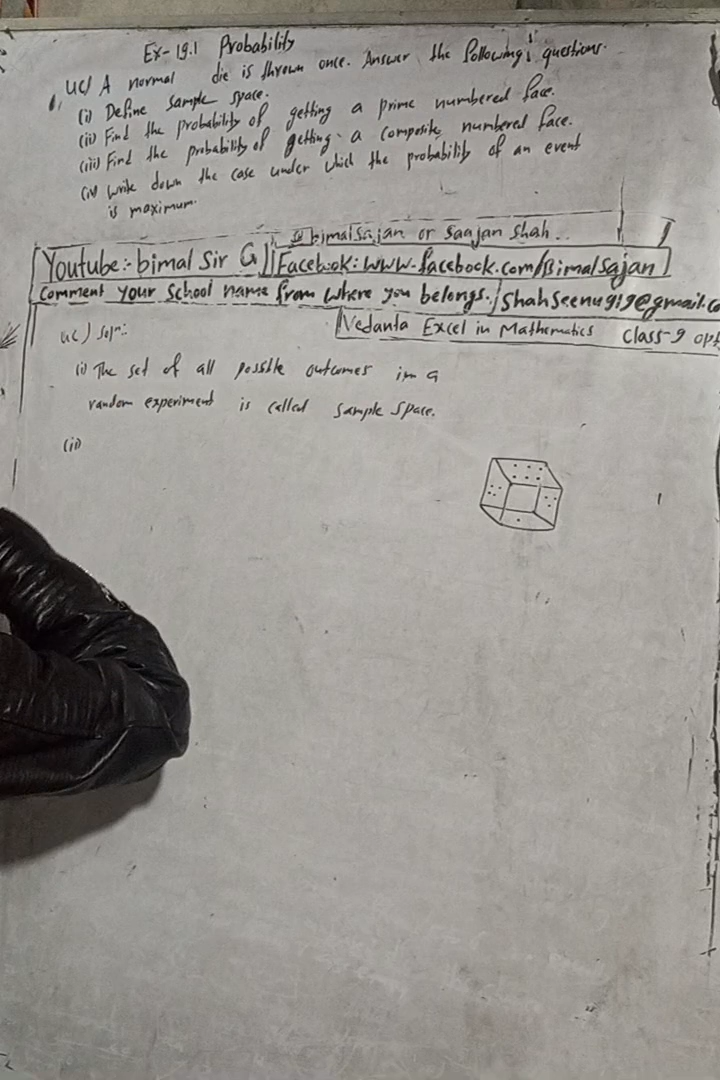 Ex-19.1 Probability
4c) A normal die is thrown once. Answer the following questions.
(i) Define sample space.
(ii) Find the probability of getting a prime numbered face.
(iii) Find the probability of getting a composite numbered face.
(iv) write down the case under which the probability of an event
is maximum.
bimalsajan or Saajan Shah..
Youtube:- bimal Sir G Facebook: www.facebook.com/Bimalsajan
Comment your school name from where you belongs. shahseenu919@gmail.co
Vedanta Excel in Mathematics Class-9 opt
4c) Solⁿ:
(i) The set of all possible outcomes in a
random experiment is called sample space.
(ii)